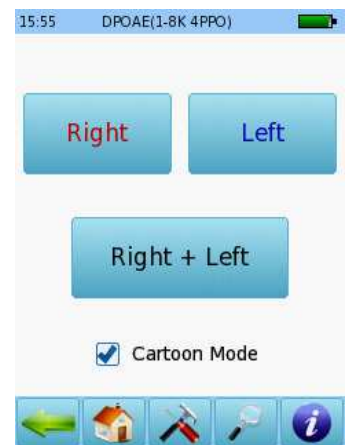 15:55 DPOAE(1-8K 4PPO)
Right Left
Right + Left
Cartoon Mode
i